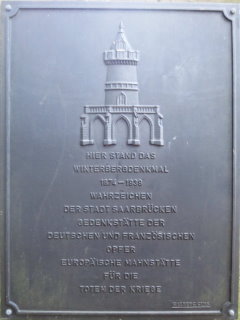 HIER STAND DAS
WINTERBERGDENKMAL
1874-1939
WAHRZEICHEN
DER STADT SAARBRÜCKEN
GEDENKSTÄTTE DER
DEUTSCHEN UND FRANZÖSISCHEN
OPFER
EUROPÄISCHE MAHNSTÄTTE
FÜR DIE
TOTEN DER KRIEGE